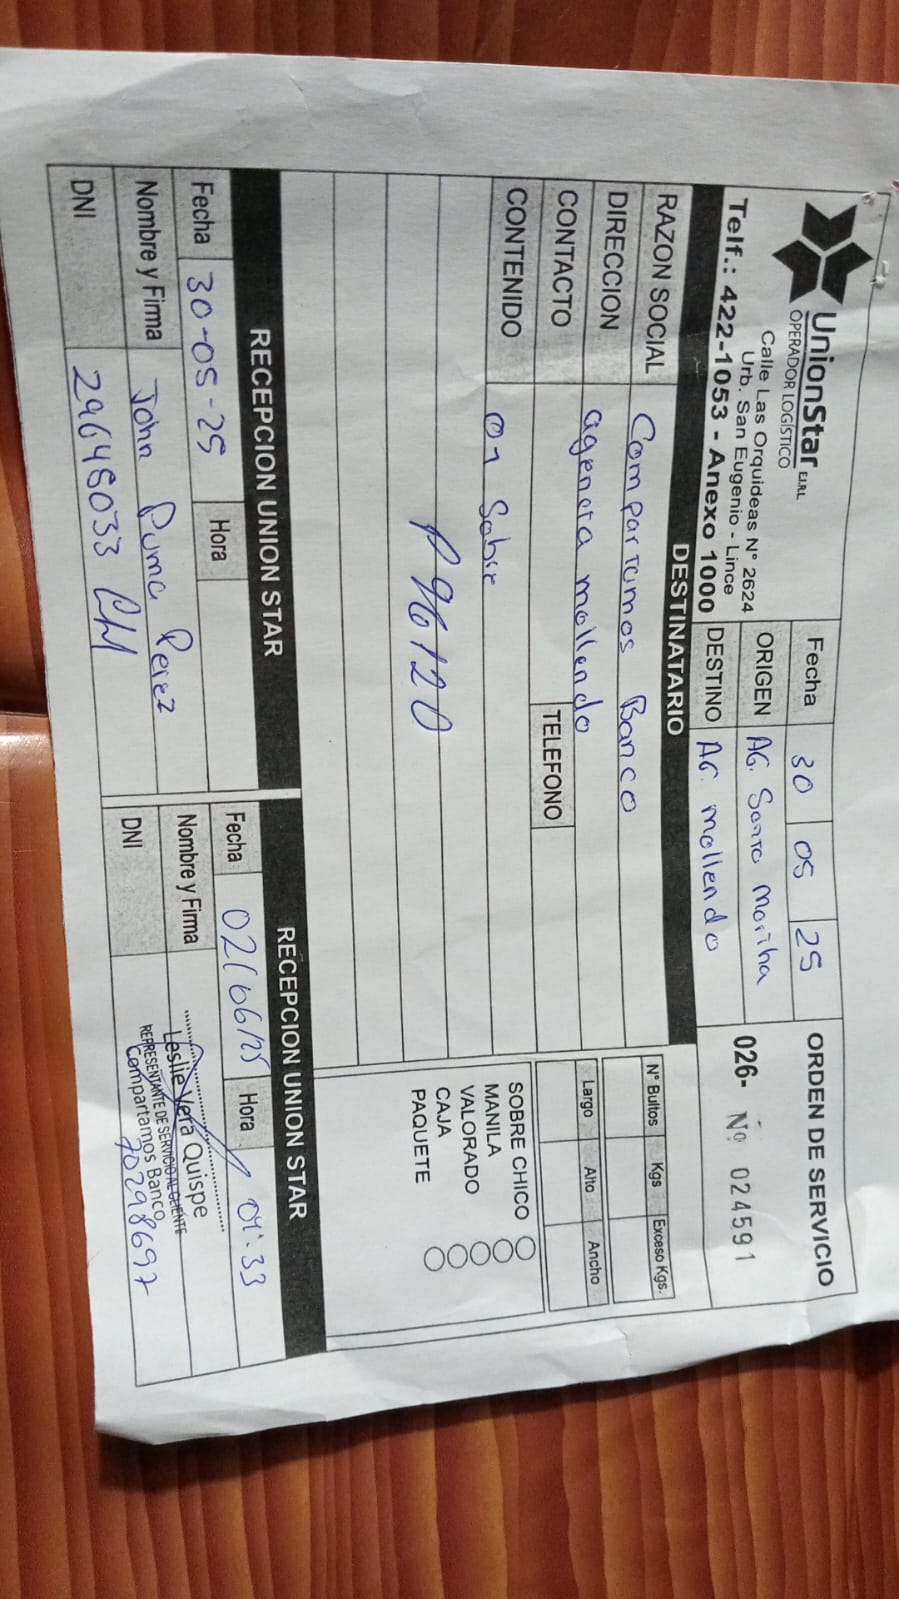 UnionStar E.I.R.L
OPERADOR LOGÍSTICO
Calle Las Orquideas N° 2624
Urb. San Eugenio - Lince
Telf.: 422-1053 - Anexo 1000
Fecha 30 05 25
ORIGEN AG. Santa Martha
DESTINO AG. mollendo
ORDEN DE SERVICIO
026- No 024591
DESTINATARIO
RAZON SOCIAL Compartamos Banco
DIRECCION agencia mollendo
CONTACTO TELEFONO
CONTENIDO 01 Sobre
P96120
N° Bultos Kgs Exceso Kgs.
Largo Alto Ancho
SOBRE CHICO
MANILA
VALORADO
CAJA
PAQUETE
RECEPCION UNION STAR
Fecha 30-05-25 Hora
Nombre y Firma John Puma Perez
DNI 29648033
RECEPCION UNION STAR
Fecha 02/06/25 Hora 04:33
Nombre y Firma
Leslie Vera Quispe
REPRESENTANTE DE SERVICIO AL CLIENTE
Compartamos Banco
DNI 70298697